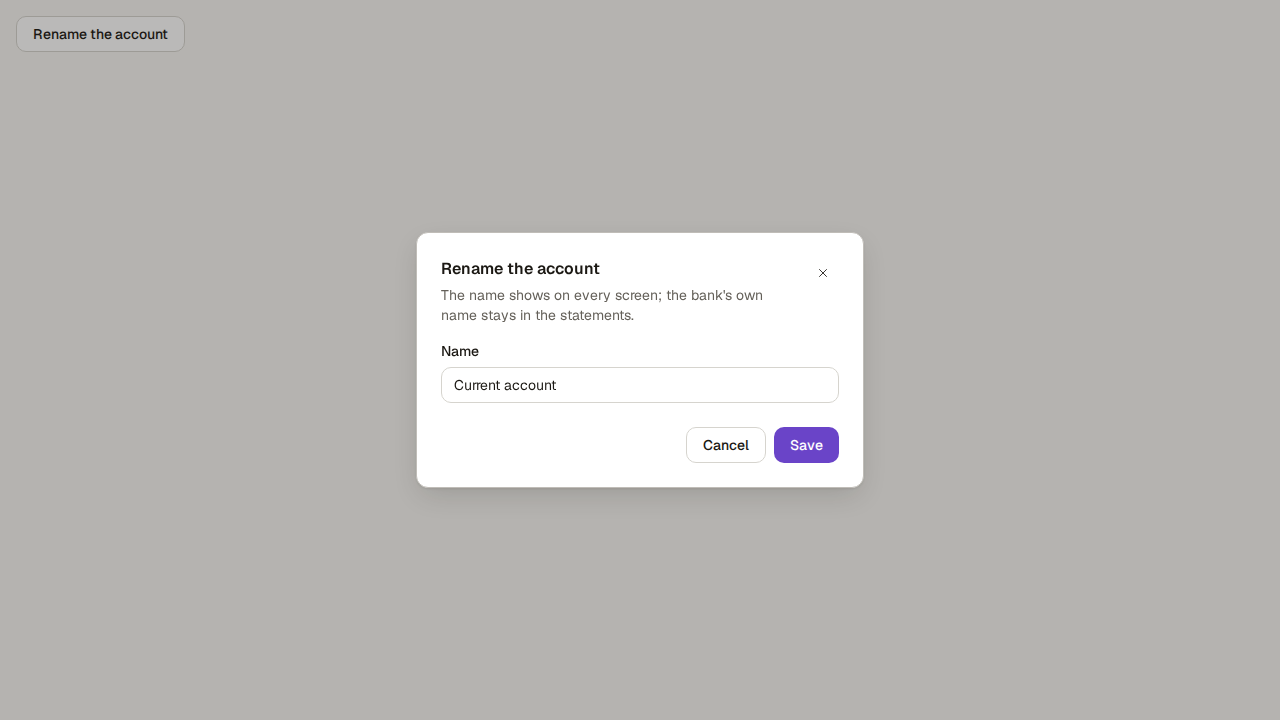 Rename the account
Rename the account
The name shows on every screen; the bank's own
name stays in the statements.
Name
Current account
Cancel
Save